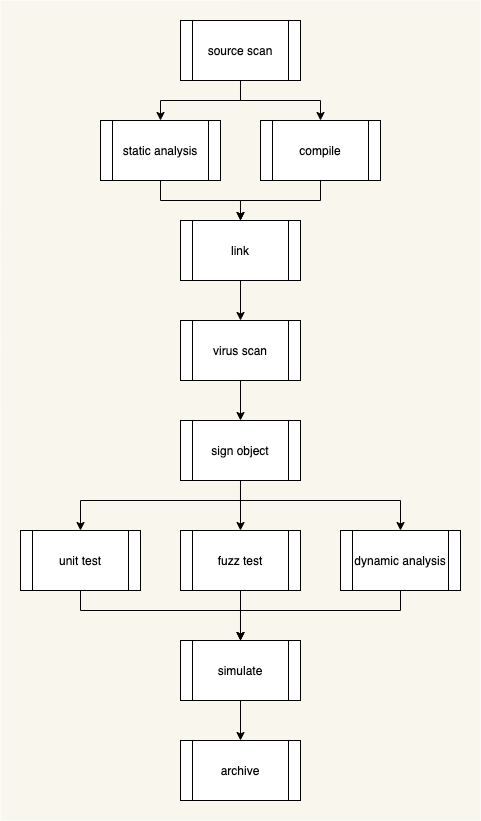 source scan
static analysis
compile
link
virus scan
sign object
unit test
fuzz test
dynamic analysis
simulate
archive